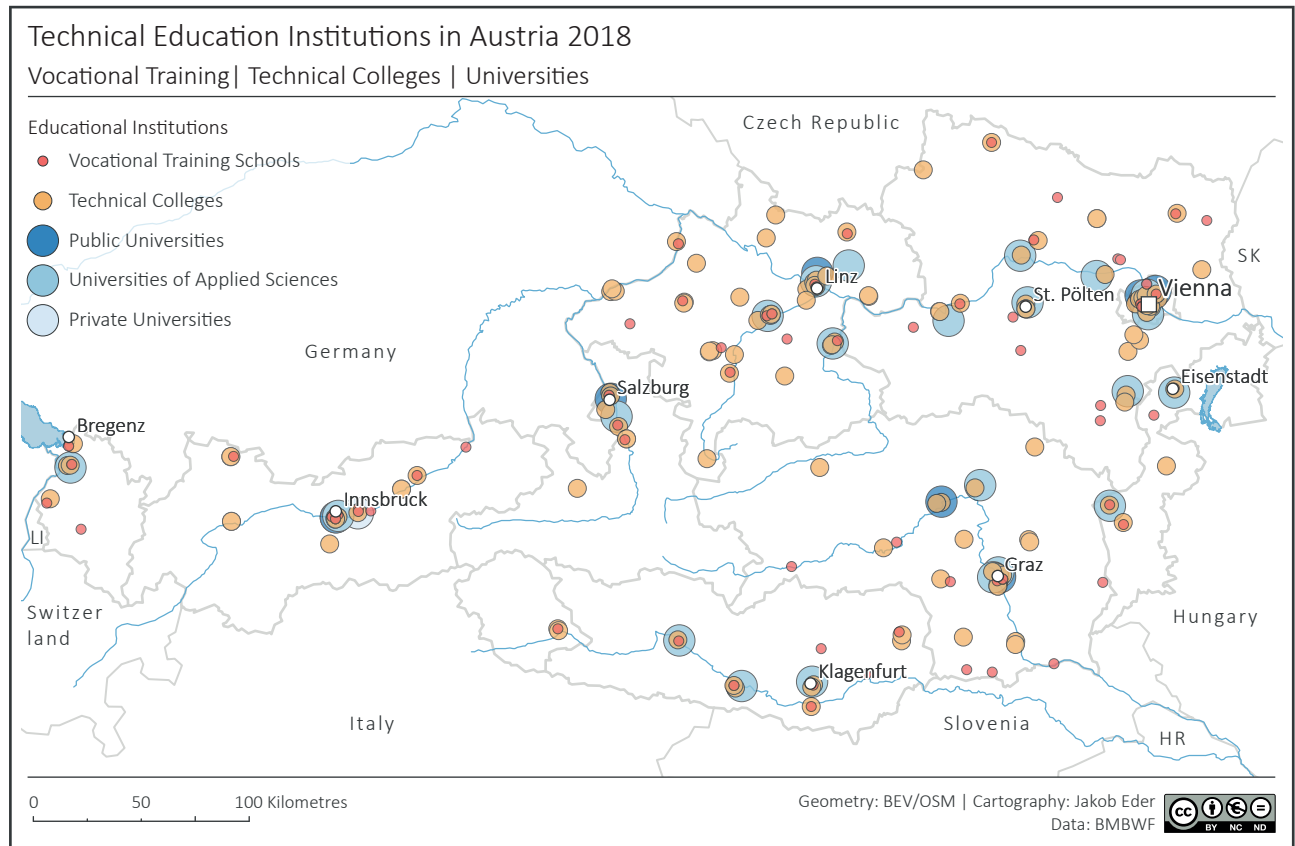 Technical Education Institutions in Austria 2018
Vocational Training| Technical Colleges | Universities
Educational Institutions
Vocational Training Schools
Technical Colleges
Public Universities
Universities of Applied Sciences
Private Universities
Czech Republic
SK
Linz
St. Pölten
Vienna
Germany
Salzburg
Eisenstadt
Bregenz
Innsbruck
LI
Graz
Switzer
land
Hungary
Klagenfurt
Italy
Slovenia
HR
0 50 100 Kilometres
Geometry: BEV/OSM | Cartography: Jakob Eder
Data: BMBWF
cc
BY NC ND